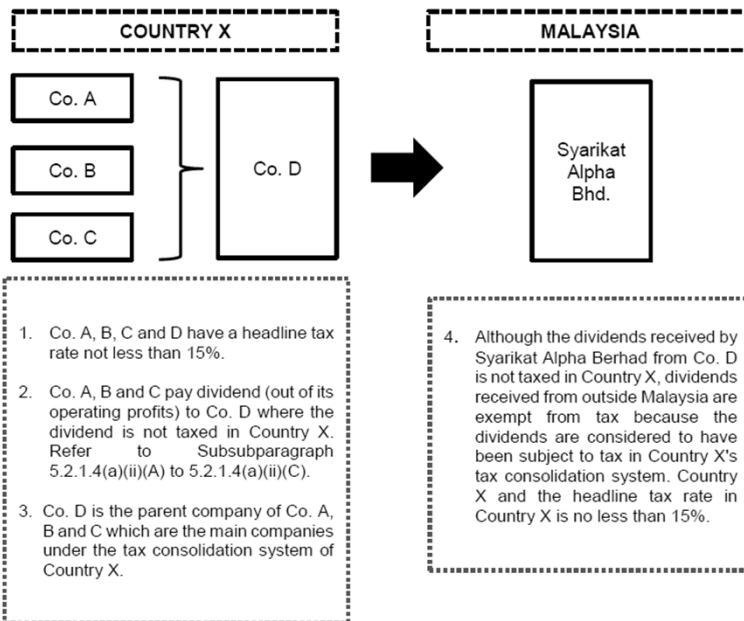 COUNTRY X
MALAYSIA
Co. A
Co. B
Co. C
Co. D
Syarikat
Alpha
Bhd.
1. Co. A, B, C and D have a headline tax
rate not less than 15%.
2. Co. A, B and C pay dividend (out of its
operating profits) to Co. D where the
dividend is not taxed in Country X.
Refer to Subsubparagraph
5.2.1.4(a)(ii)(A) to 5.2.1.4(a)(ii)(C).
3. Co. D is the parent company of Co. A,
B and C which are the main companies
under the tax consolidation system of
Country X.
4. Although the dividends received by
Syarikat Alpha Berhad from Co. D
is not taxed in Country X, dividends
received from outside Malaysia are
exempt from tax because the
dividends are considered to have
been subject to tax in Country X's
tax consolidation system. Country
X and the headline tax rate in
Country X is no less than 15%.